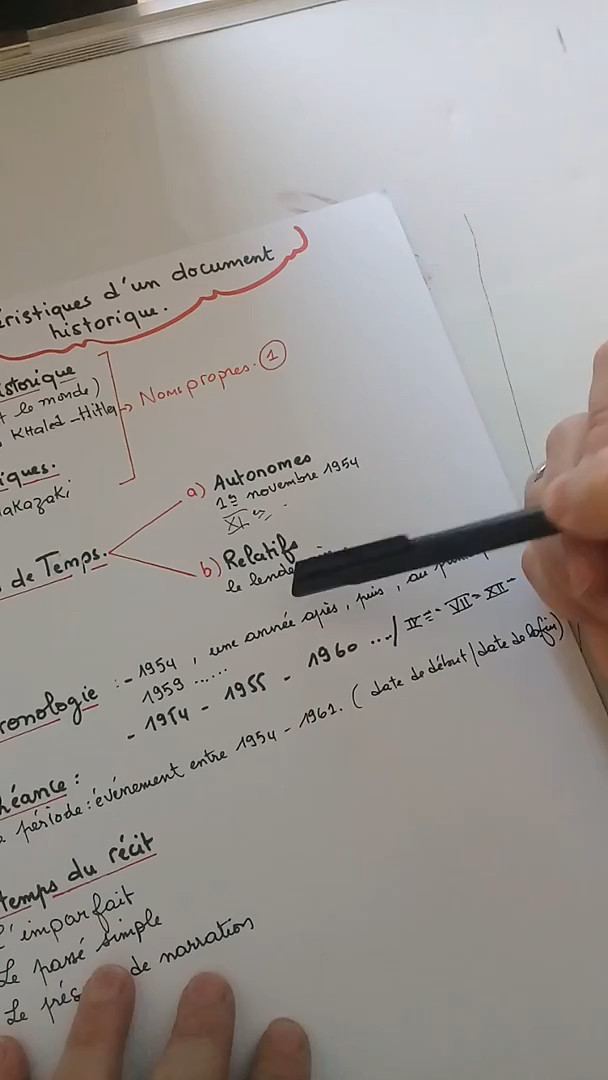 éristiques d'un document
historique.
istorique
t le monde)
KHaled-Hitler → Noms propres. 1
iques.
akazaki
de Temps.
a) Autonomes
1er novembre 1954
XIe
b) Relatifs
le lende
ronologie : - 1954, une année après, puis, au
1959 ......
- 1954 - 1955 - 1960 .../ IVe - VIIe - XIIe
héance :
période : événement entre 1954 - 1961. ( date de début / date de la fin)
temps du récit
L'imparfait
Le passé simple
Le prés de narration